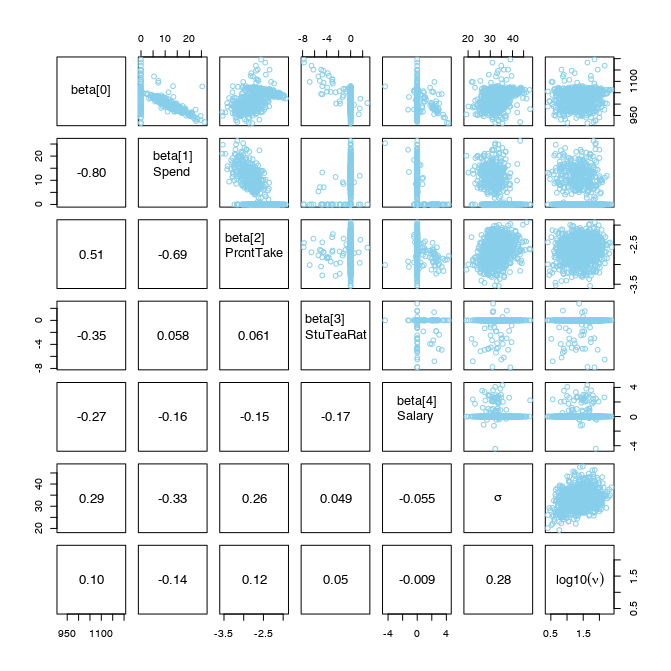 0 10 20
-8 -4 0
-4 0 4
20 30 40
beta[0]
950 1100
-0.80
beta[1]
Spend
0 10 20
0.51
-0.69
beta[2]
PrcntTake
-3.5 -2.5
-0.35
0.058
0.061
beta[3]
StuTeaRat
-8 -4 0
-0.27
-0.16
-0.15
-0.17
beta[4]
Salary
-4 0 4
0.29
-0.33
0.26
0.049
-0.055
σ
20 30 40
0.10
-0.14
0.12
0.05
-0.009
0.28
log10(ν)
0.5 1.5
950 1100
-3.5 -2.5
-4 0 4
0.5 1.5